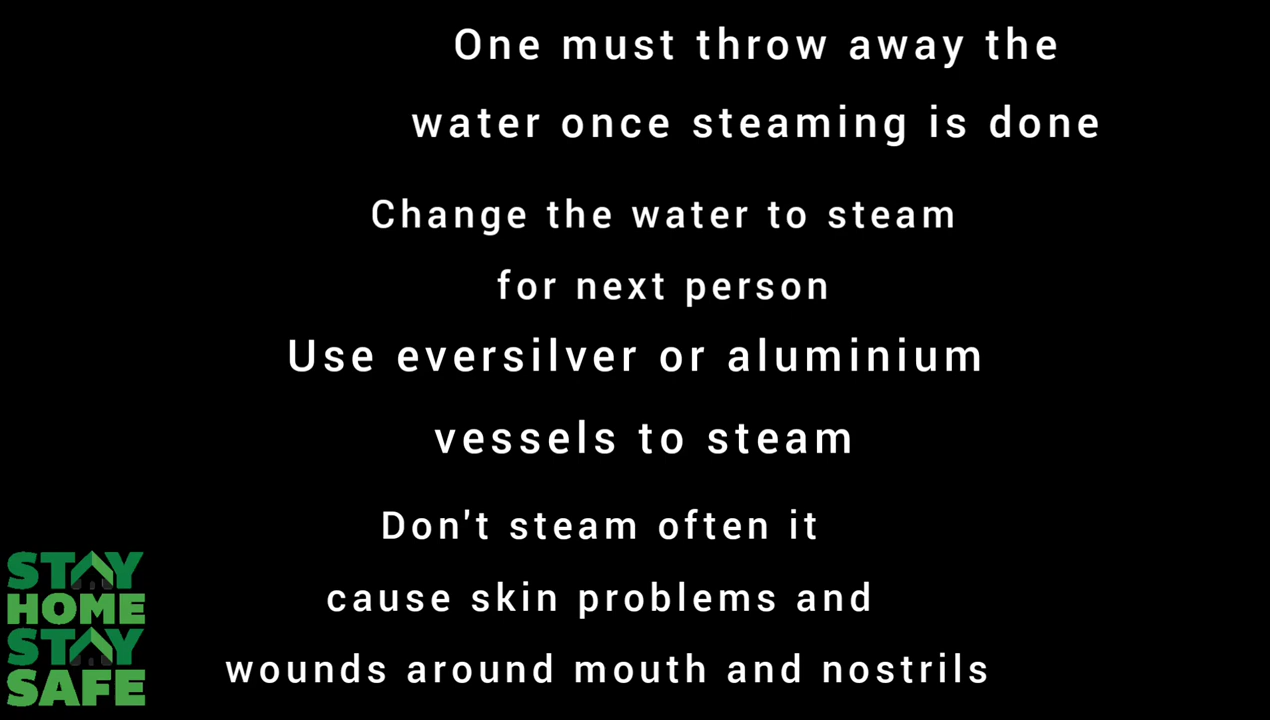 One must throw away the
water once steaming is done
Change the water to steam
for next person
Use eversilver or aluminium
vessels to steam
Don't steam often it
cause skin problems and
wounds around mouth and nostrils
STAY
HOME
STAY
SAFE